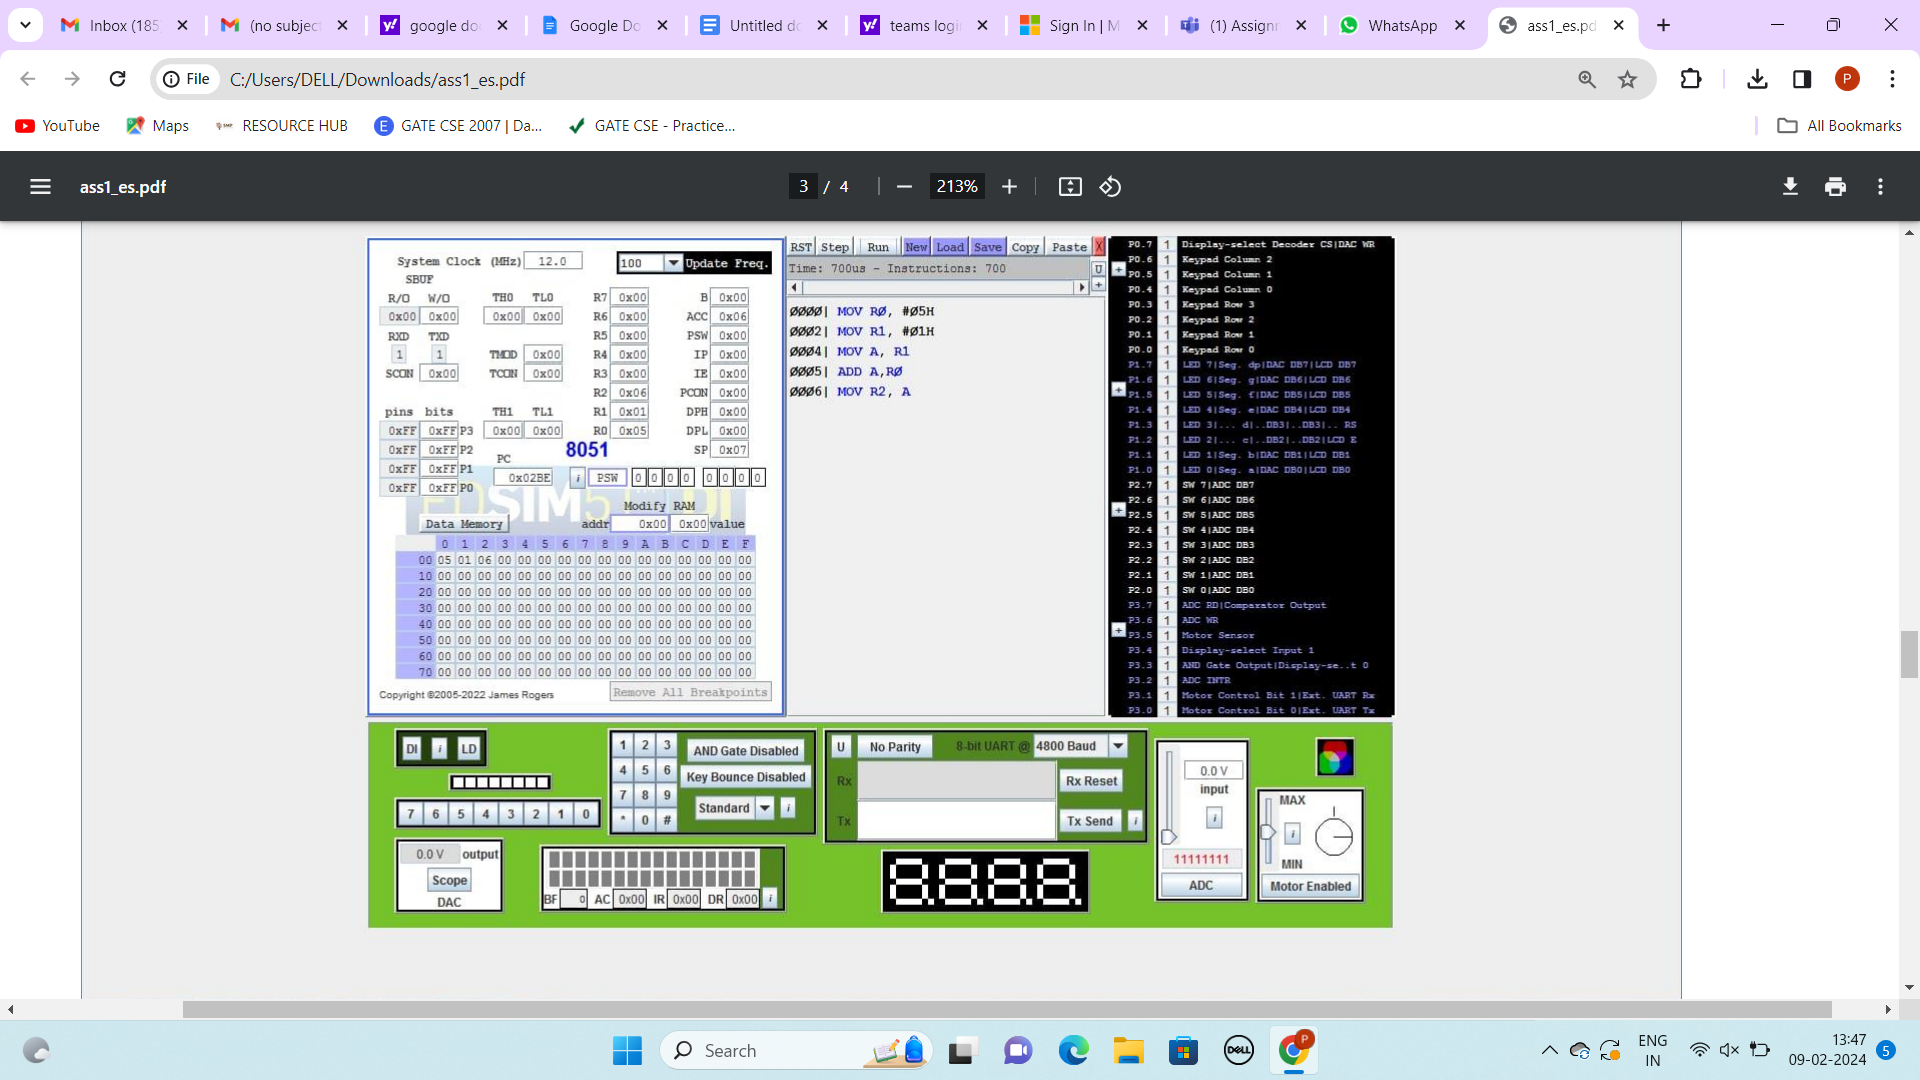 Inbox (185
(no subject
google do
Google Do
Untitled do
teams logi
Sign In | M
(1) Assignm
WhatsApp
ass1_es.pd
File
C:/Users/DELL/Downloads/ass1_es.pdf
P
YouTube
Maps
RESOURCE HUB
GATE CSE 2007 | Da...
GATE CSE - Practice...
All Bookmarks
ass1_es.pdf
3 / 4
213%
System Clock (MHz) 12.0
100 Update Freq.
SBUF
R/O W/O TH0 TL0 R7 0x00 B 0x00
0x00 0x00 0x00 0x00 R6 0x00 ACC 0x06
RXD TXD R5 0x00 PSW 0x00
1 1 TMOD 0x00 R4 0x00 IP 0x00
SCON 0x00 TCON 0x00 R3 0x00 IE 0x00
R2 0x06 PCON 0x00
pins bits TH1 TL1 R1 0x01 DPH 0x00
0xFF 0xFF P3 0x00 0x00 R0 0x05 DPL 0x00
0xFF 0xFF P2 8051 SP 0x07
0xFF 0xFF P1 PC 0x02BE i PSW 0 0 0 0 0 0 0 0
0xFF 0xFF P0
Modify RAM
Data Memory addr 0x00 0x00 value
0 1 2 3 4 5 6 7 8 9 A B C D E F
00 05 01 06 00 00 00 00 00 00 00 00 00 00 00 00 00
10 00 00 00 00 00 00 00 00 00 00 00 00 00 00 00 00
20 00 00 00 00 00 00 00 00 00 00 00 00 00 00 00 00
30 00 00 00 00 00 00 00 00 00 00 00 00 00 00 00 00
40 00 00 00 00 00 00 00 00 00 00 00 00 00 00 00 00
50 00 00 00 00 00 00 00 00 00 00 00 00 00 00 00 00
60 00 00 00 00 00 00 00 00 00 00 00 00 00 00 00 00
70 00 00 00 00 00 00 00 00 00 00 00 00 00 00 00 00
Copyright ©2005-2022 James Rogers
Remove All Breakpoints
RST Step Run New Load Save Copy Paste X
Time: 700us - Instructions: 700
U
0000| MOV R0, #05H
0002| MOV R1, #01H
0004| MOV A, R1
0005| ADD A,R0
0006| MOV R2, A
P0.7 1 Display-select Decoder CS|DAC WR
P0.6 1 Keypad Column 2
P0.5 1 Keypad Column 1
P0.4 1 Keypad Column 0
P0.3 1 Keypad Row 3
P0.2 1 Keypad Row 2
P0.1 1 Keypad Row 1
P0.0 1 Keypad Row 0
P1.7 1 LED 7|Seg. dp|DAC DB7|LCD DB7
P1.6 1 LED 6|Seg. g|DAC DB6|LCD DB6
P1.5 1 LED 5|Seg. f|DAC DB5|LCD DB5
P1.4 1 LED 4|Seg. e|DAC DB4|LCD DB4
P1.3 1 LED 3|... d|..DB3|..DB3|.. RS
P1.2 1 LED 2|... c|..DB2|..DB2|LCD E
P1.1 1 LED 1|Seg. b|DAC DB1|LCD DB1
P1.0 1 LED 0|Seg. a|DAC DB0|LCD DB0
P2.7 1 SW 7|ADC DB7
P2.6 1 SW 6|ADC DB6
P2.5 1 SW 5|ADC DB5
P2.4 1 SW 4|ADC DB4
P2.3 1 SW 3|ADC DB3
P2.2 1 SW 2|ADC DB2
P2.1 1 SW 1|ADC DB1
P2.0 1 SW 0|ADC DB0
P3.7 1 ADC RD|Comparator Output
P3.6 1 ADC WR
P3.5 1 Motor Sensor
P3.4 1 Display-select Input 1
P3.3 1 AND Gate Output|Display-se..t 0
P3.2 1 ADC INTR
P3.1 1 Motor Control Bit 1|Ext. UART Rx
P3.0 1 Motor Control Bit 0|Ext. UART Tx
DI i LD
7 6 5 4 3 2 1 0
0.0 V output
Scope
DAC
1 2 3
4 5 6
7 8 9
* 0 #
AND Gate Disabled
Key Bounce Disabled
Standard i
BF 0 AC 0x00 IR 0x00 DR 0x00 i
U No Parity 8-bit UART @ 4800 Baud
Rx Rx Reset
Tx Tx Send i
8.8.8.8.
0.0 V
input
i
11111111
ADC
MAX
i
MIN
Motor Enabled
Search
DELL
P
ENG
IN
13:47
09-02-2024
5